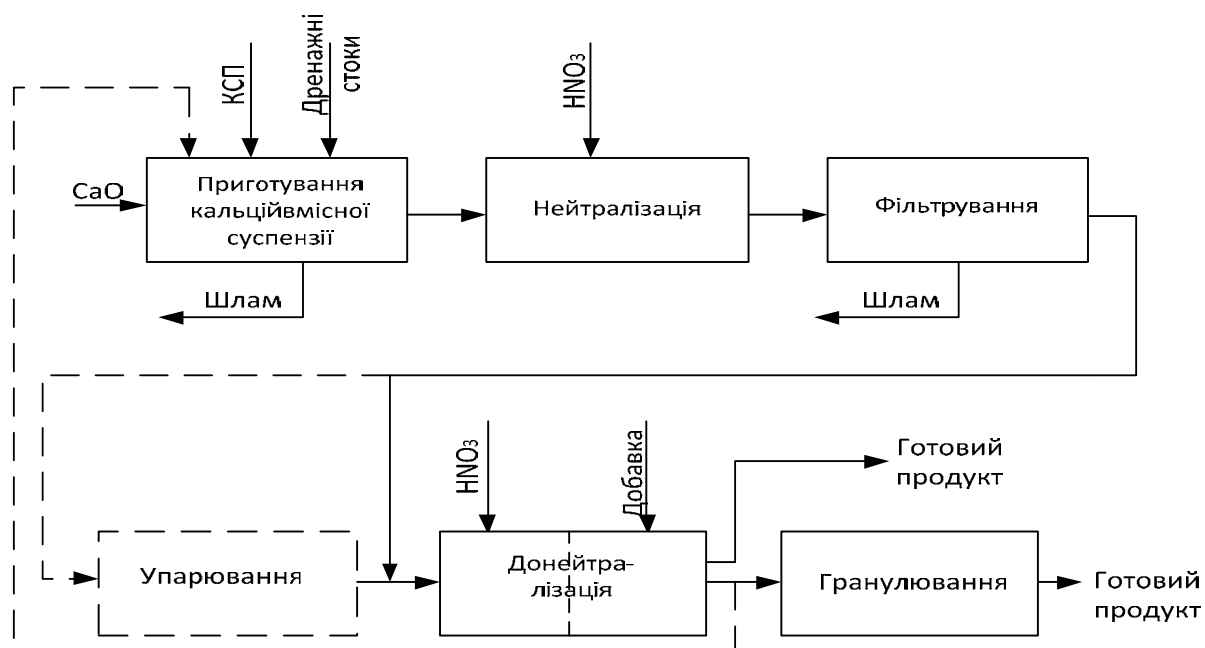 КСП
Дренажні
стоки
HNO₃
CaO
Приготування
кальційвмісної
суспензії
Нейтралізація
Фільтрування
Шлам
Шлам
HNO₃
Добавка
Готовий
продукт
Упарювання
Донейтра-
лізація
Гранулювання
Готовий
продукт